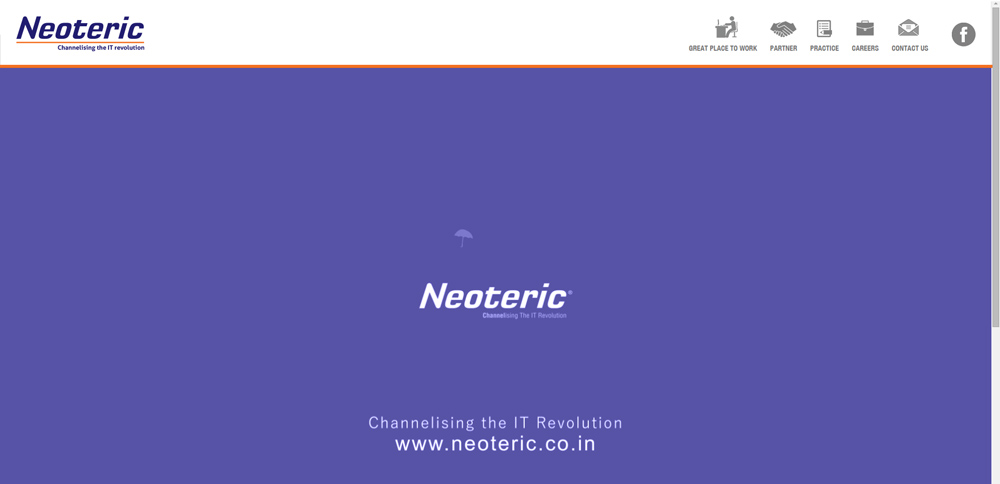 Neoteric
Channelising the IT revolution
GREAT PLACE TO WORK
PARTNER
PRACTICE
CAREERS
CONTACT US
f
Neoteric®
Channelising The IT Revolution
Channelising the IT Revolution
www.neoteric.co.in